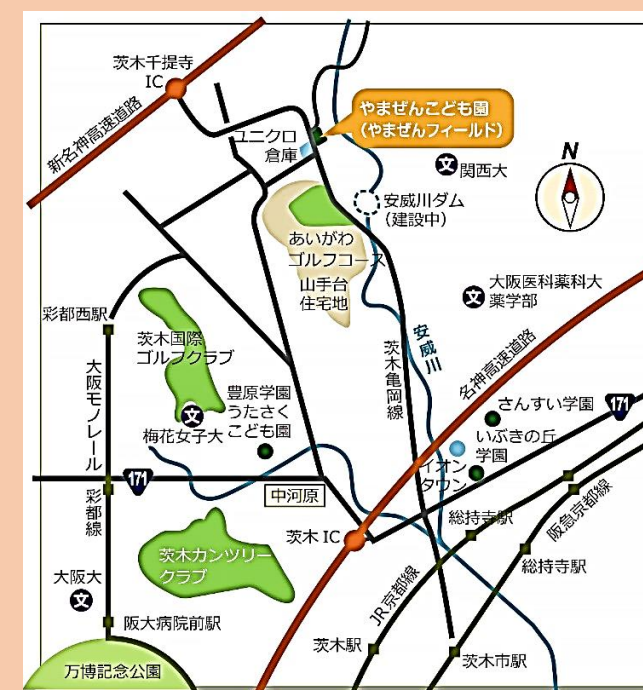 茨木千提寺
IC
新名神高速道路
ユニクロ
倉庫
やまぜんこども園
(やまぜんフィールド)
文
関西大
N
安威川ダム
(建設中)
あいがわ
ゴルフコース
山手台
住宅地
文
大阪医科薬科大
薬学部
彩都西駅
茨木国際
ゴルフクラブ
大阪モノレール
彩都線
茨木亀岡線
安威川
名神高速道路
文
梅花女子大
豊原学園
うたさく
こども園
さんすい学園
171
いぶきの丘
学園
イオン
タウン
171
中河原
茨木 IC
総持寺駅
阪急京都線
総持寺駅
茨木カンツリー
クラブ
大阪大
文
阪大病院前駅
JR京都線
茨木駅
茨木市駅
万博記念公園